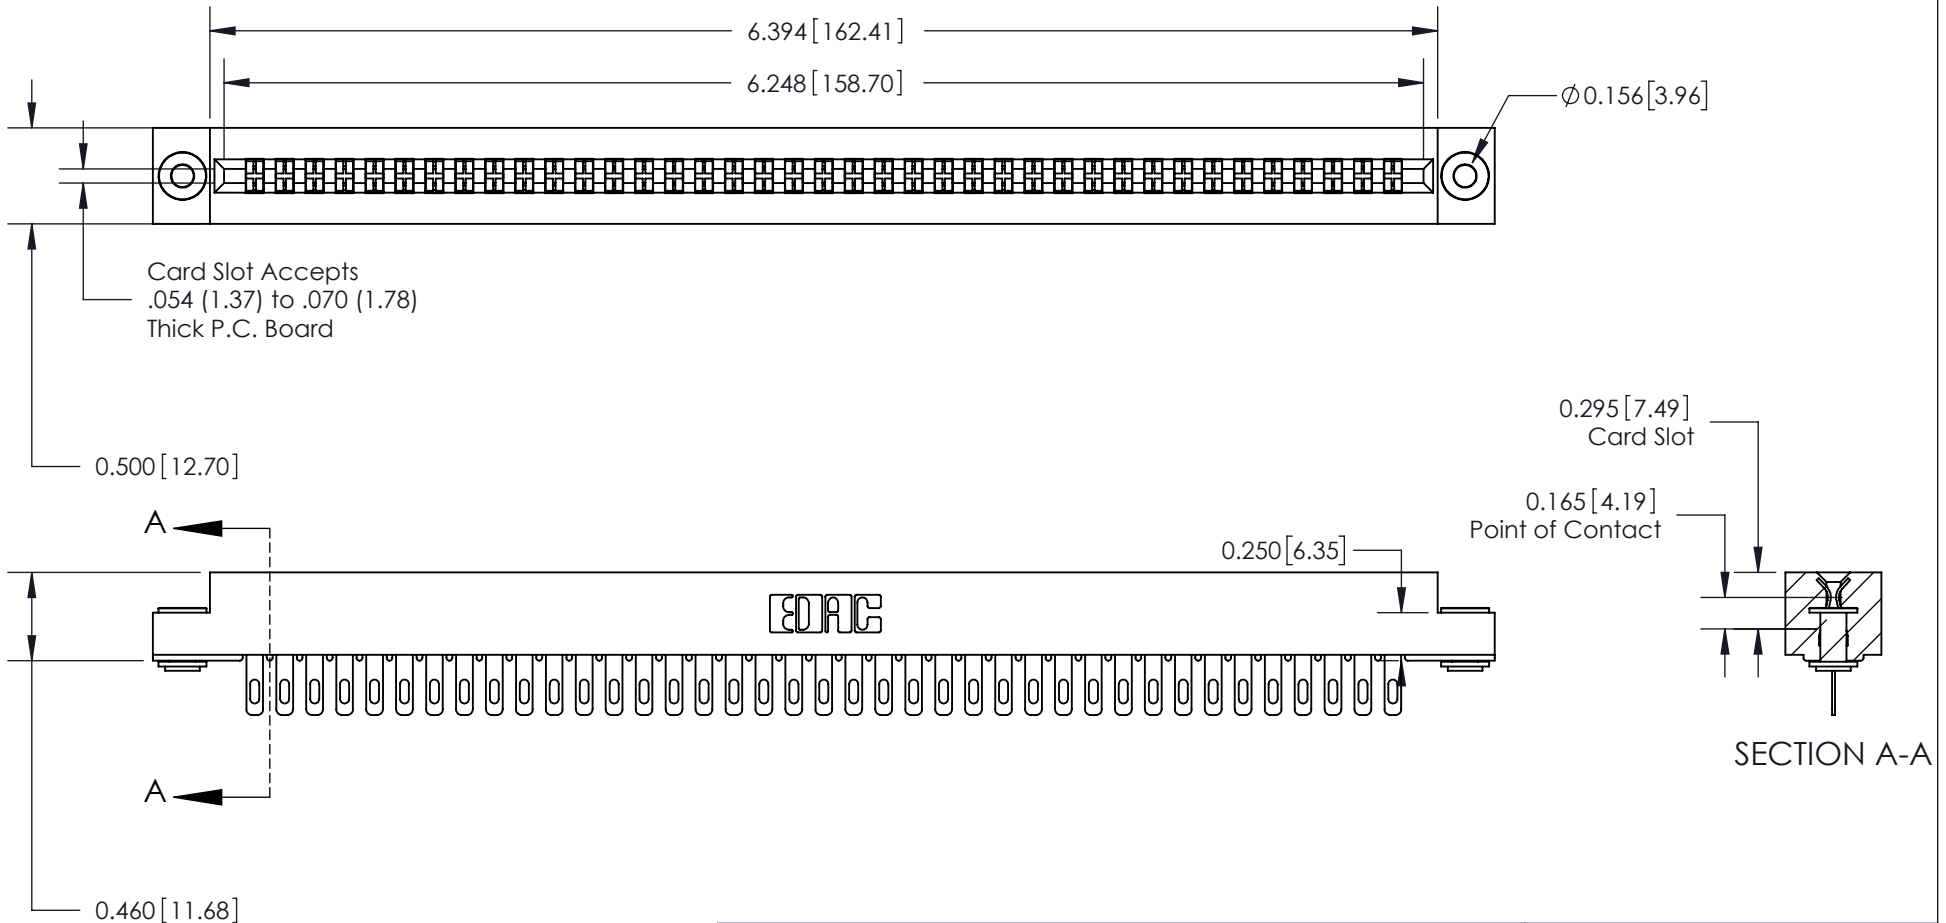 6.394 [162.41]
6.248 [158.70]
Ø0.156 [3.96]
Card Slot Accepts
.054 (1.37) to .070 (1.78)
Thick P.C. Board
0.295 [7.49]
Card Slot
0.500 [12.70]
0.165 [4.19]
Point of Contact
A
0.250 [6.35]
EDAC
SECTION A-A
A
0.460 [11.68]